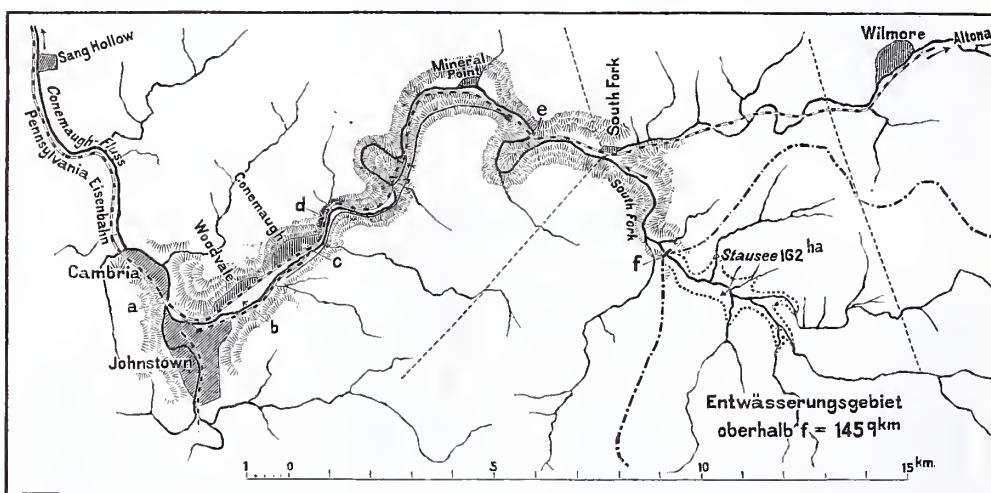 Sang Hollow
Conemaugh Fluss
Pennsylvania Eisenbahn
Mineral
Point
e
South Fork
Wilmore
Altona
d
Conemaugh
Woodvale
c
b
Cambria
a
Johnstown
South Fork
f
Stausee 162 ha
Entwässerungsgebiet
oberhalb f = 145 qkm
1 0 5 10 15 km.